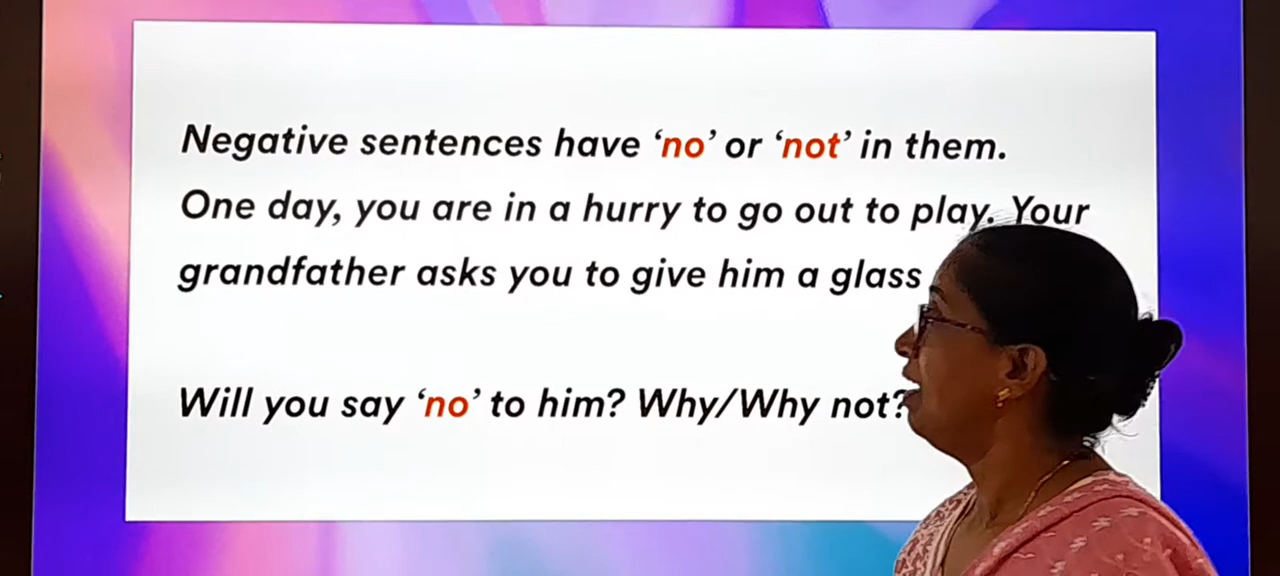 Negative sentences have ‘no’ or ‘not’ in them.
One day, you are in a hurry to go out to play. Your
grandfather asks you to give him a glass
Will you say ‘no’ to him? Why/Why not?